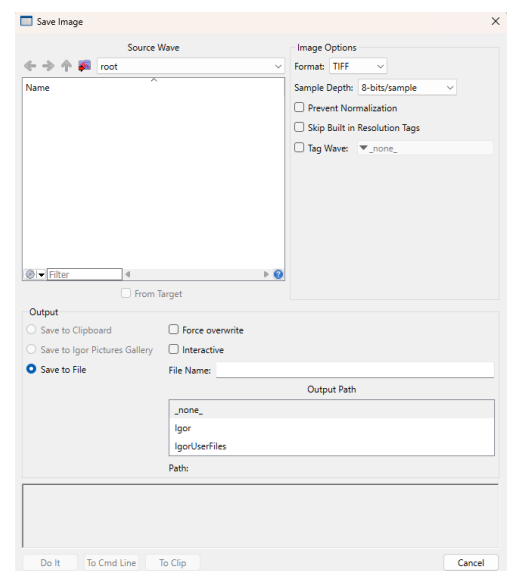 Save Image
Source Wave
root
Name
Filter
From Target
Image Options
Format: TIFF
Sample Depth: 8-bits/sample
Prevent Normalization
Skip Built in Resolution Tags
Tag Wave: _none_
Output
Save to Clipboard
Force overwrite
Save to Igor Pictures Gallery
Interactive
Save to File
File Name:
Output Path
_none_
Igor
IgorUserFiles
Path:
Do It
To Cmd Line
To Clip
Cancel